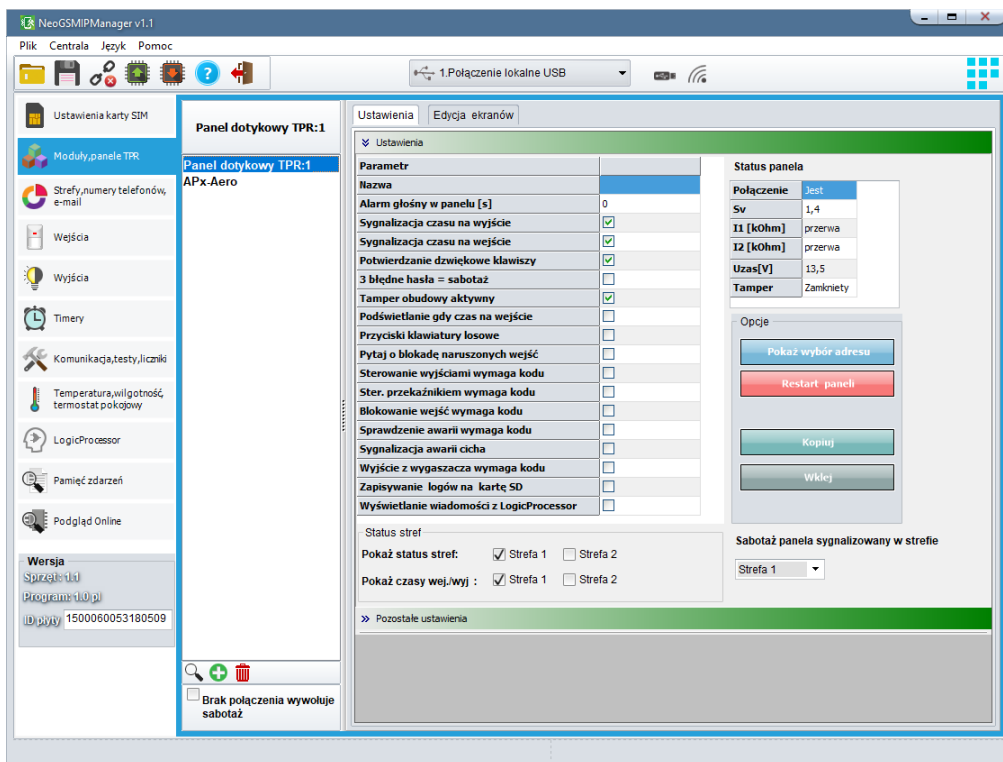 NeoGSMIPManager v1.1
Plik Centrala Język Pomoc
1.Połączenie lokalne USB
Ustawienia karty SIM
Moduły,panele TPR
Strefy,numery telefonów,
e-mail
Wejścia
Wyjścia
Timery
Komunikacja,testy,liczniki
Temperatura,wilgotność,
termostat pokojowy
LogicProcessor
Pamięć zdarzeń
Podgląd Online
Wersja
Sprzęt: 1.1
Program: 1.0 pl
ID płyty 1500060053180509
Panel dotykowy TPR:1
Panel dotykowy TPR:1
APx-Aero
Brak połączenia wywołuje
sabotaż
Ustawienia Edycja ekranów
Ustawienia
Parametr
Nazwa
Alarm głośny w panelu [s] 0
Sygnalizacja czasu na wyjście
Sygnalizacja czasu na wejście
Potwierdzanie dzwiękowe klawiszy
3 błędne hasła = sabotaż
Tamper obudowy aktywny
Podświetlanie gdy czas na wejście
Przyciski klawiatury losowe
Pytaj o blokadę naruszonych wejść
Sterowanie wyjściami wymaga kodu
Ster. przekaźnikiem wymaga kodu
Blokowanie wejść wymaga kodu
Sprawdzenie awarii wymaga kodu
Sygnalizacja awarii cicha
Wyjście z wygaszacza wymaga kodu
Zapisywanie logów na kartę SD
Wyświetlanie wiadomości z LogicProcessor
Status panela
Połączenie Jest
Sv 1,4
I1 [kOhm] przerwa
I2 [kOhm] przerwa
Uzas[V] 13,5
Tamper Zamkniety
Opcje
Pokaż wybór adresu
Restart paneli
Kopiuj
Wklej
Status stref
Pokaż status stref: Strefa 1 Strefa 2
Pokaż czasy wej./wyj : Strefa 1 Strefa 2
Sabotaż panela sygnalizowany w strefie
Strefa 1
Pozostałe ustawienia